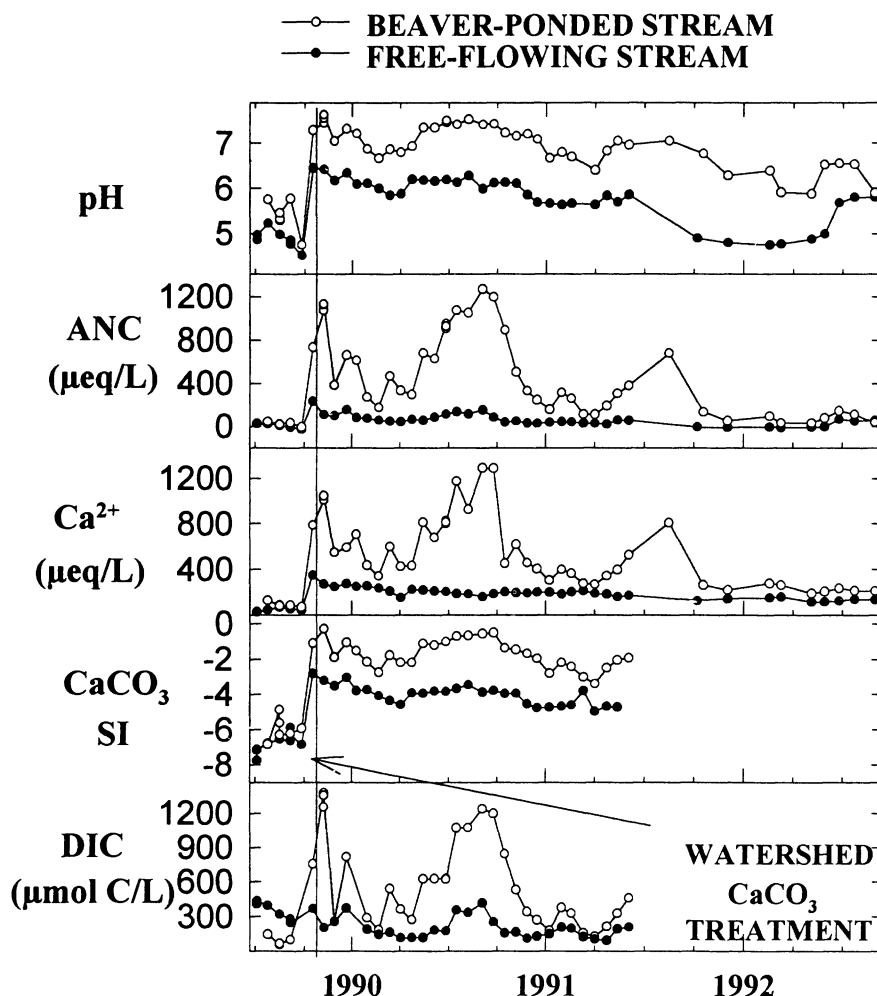 BEAVER-PONDED STREAM
FREE-FLOWING STREAM
pH
7
6
5
ANC
(µeq/L)
1200
800
400
0
Ca²⁺
(µeq/L)
1200
800
400
CaCO₃
SI
0
-2
-4
-6
-8
DIC
(µmol C/L)
1200
900
600
300
WATERSHED
CaCO₃
TREATMENT
1990
1991
1992